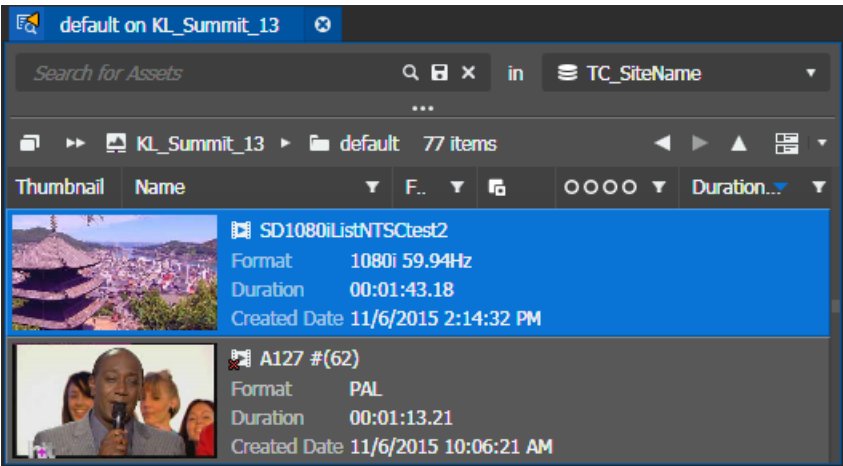 default on KL_Summit_13
Search for Assets in TC_SiteName
KL_Summit_13 default 77 items
Thumbnail Name F.. Duration...
SD1080iListNTSCtest2
Format 1080i 59.94Hz
Duration 00:01:43.18
Created Date 11/6/2015 2:14:32 PM
A127 #(62)
Format PAL
Duration 00:01:13.21
Created Date 11/6/2015 10:06:21 AM